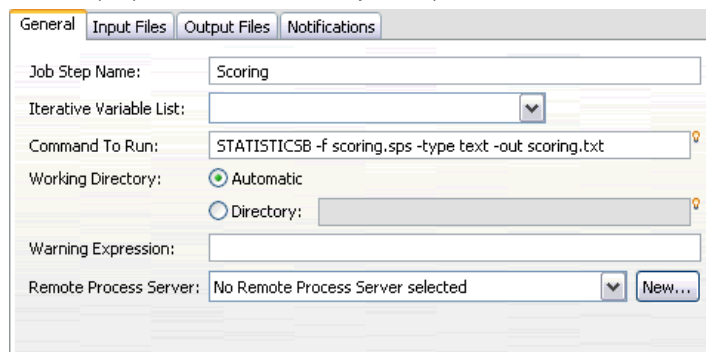 General Input Files Output Files Notifications
Job Step Name: Scoring
Iterative Variable List:
Command To Run: STATISTICSB -f scoring.sps -type text -out scoring.txt
Working Directory: Automatic
Directory:
Warning Expression:
Remote Process Server: No Remote Process Server selected New...